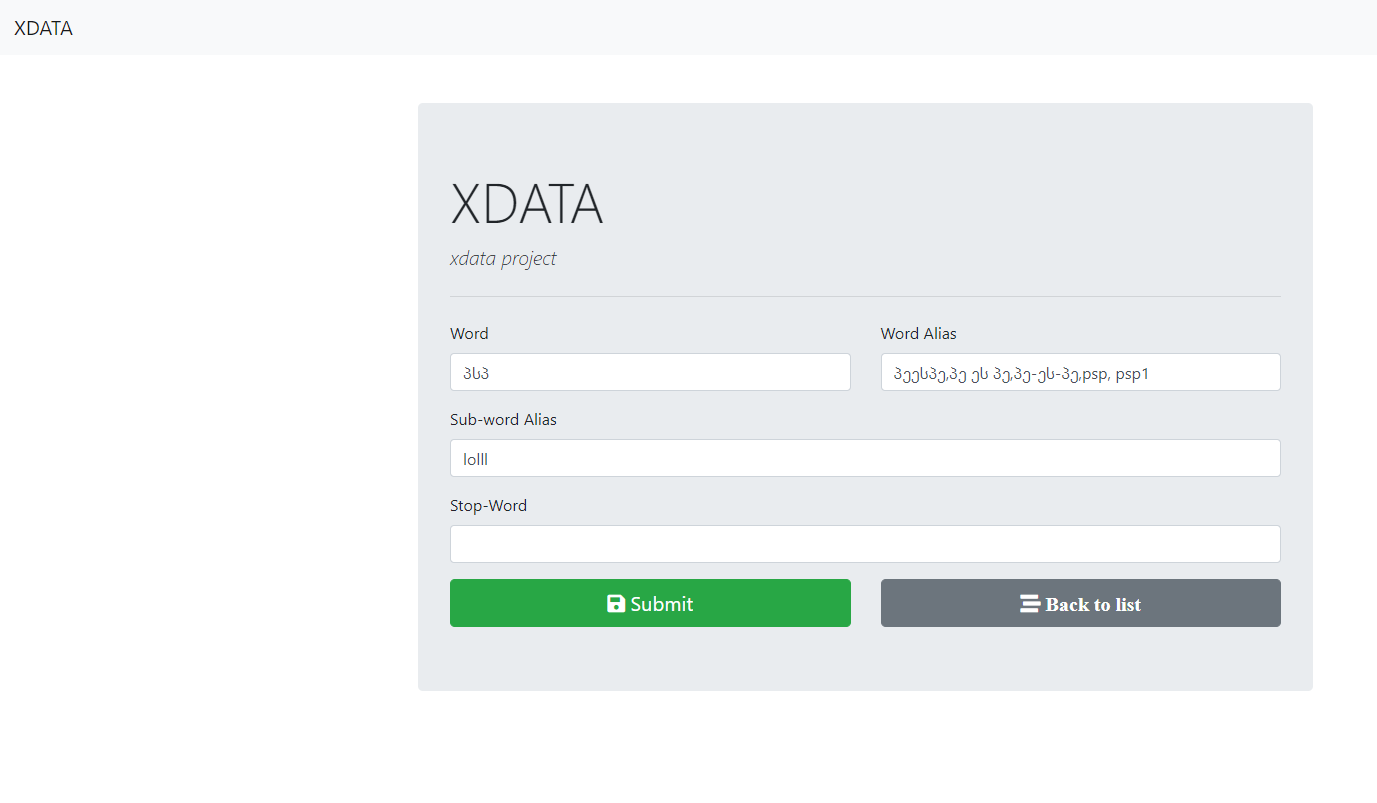 XDATA
XDATA
xdata project
Word Word Alias
პსპ პეესპე,პე ეს პე,პე-ეს-პე,psp, psp1
Sub-word Alias
lolll
Stop-Word
Submit Back to list